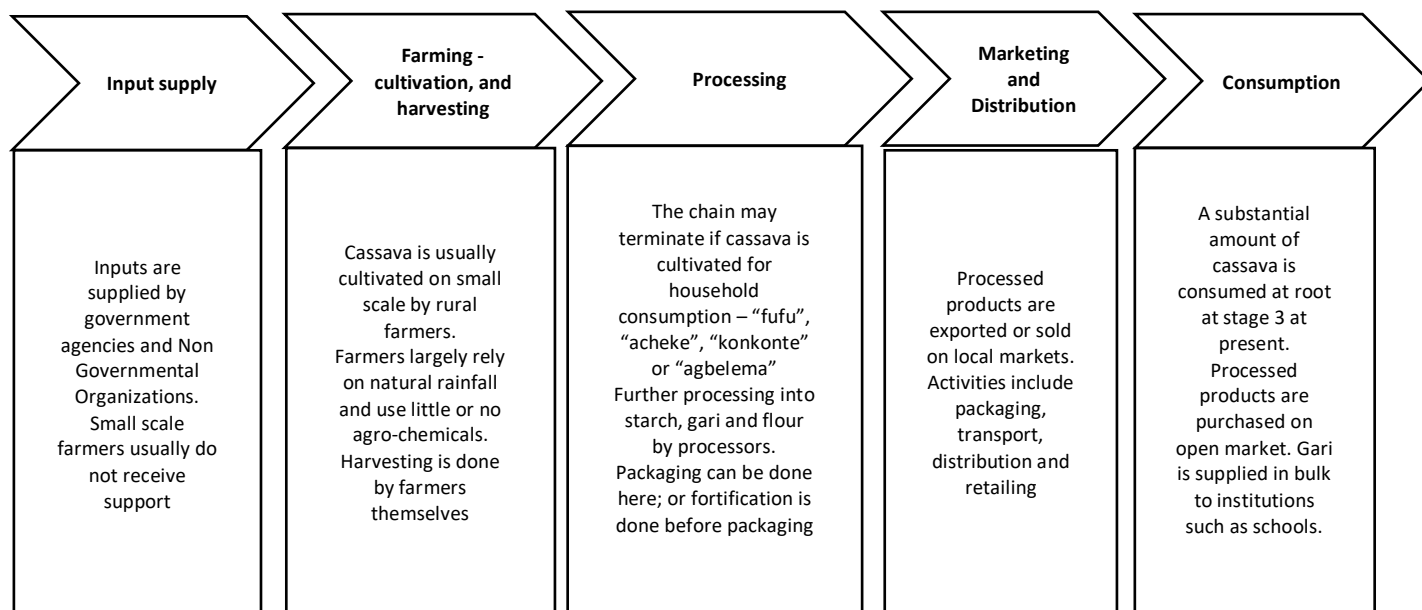 Input supply
Farming -
cultivation, and
harvesting
Processing
Marketing
and
Distribution
Consumption
Inputs are
supplied by
government
agencies and Non
Governmental
Organizations.
Small scale
farmers usually do
not receive
support
Cassava is usually
cultivated on small
scale by rural
farmers.
Farmers largely rely
on natural rainfall
and use little or no
agro-chemicals.
Harvesting is done
by farmers
themselves
The chain may
terminate if cassava is
cultivated for
household
consumption – “fufu”,
“acheke”, “konkonte”
or “agbelema”
Further processing into
starch, gari and flour
by processors.
Packaging can be done
here; or fortification is
done before packaging
Processed
products are
exported or sold
on local markets.
Activities include
packaging,
transport,
distribution and
retailing
A substantial
amount of
cassava is
consumed at root
at stage 3 at
present.
Processed
products are
purchased on
open market. Gari
is supplied in bulk
to institutions
such as schools.